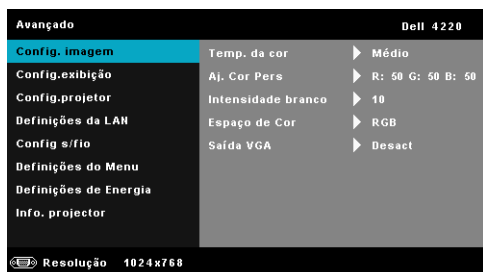 Avançado Dell 4220
Config. imagem Temp. da cor Médio
Config.exibição Aj. Cor Pers R: 50 G: 50 B: 50
Config.projetor Intensidade branco 10
Definições da LAN Espaço de Cor RGB
Config s/fio Saída VGA Desact
Definições do Menu
Definições de Energia
Info. projector
Resolução 1024x768